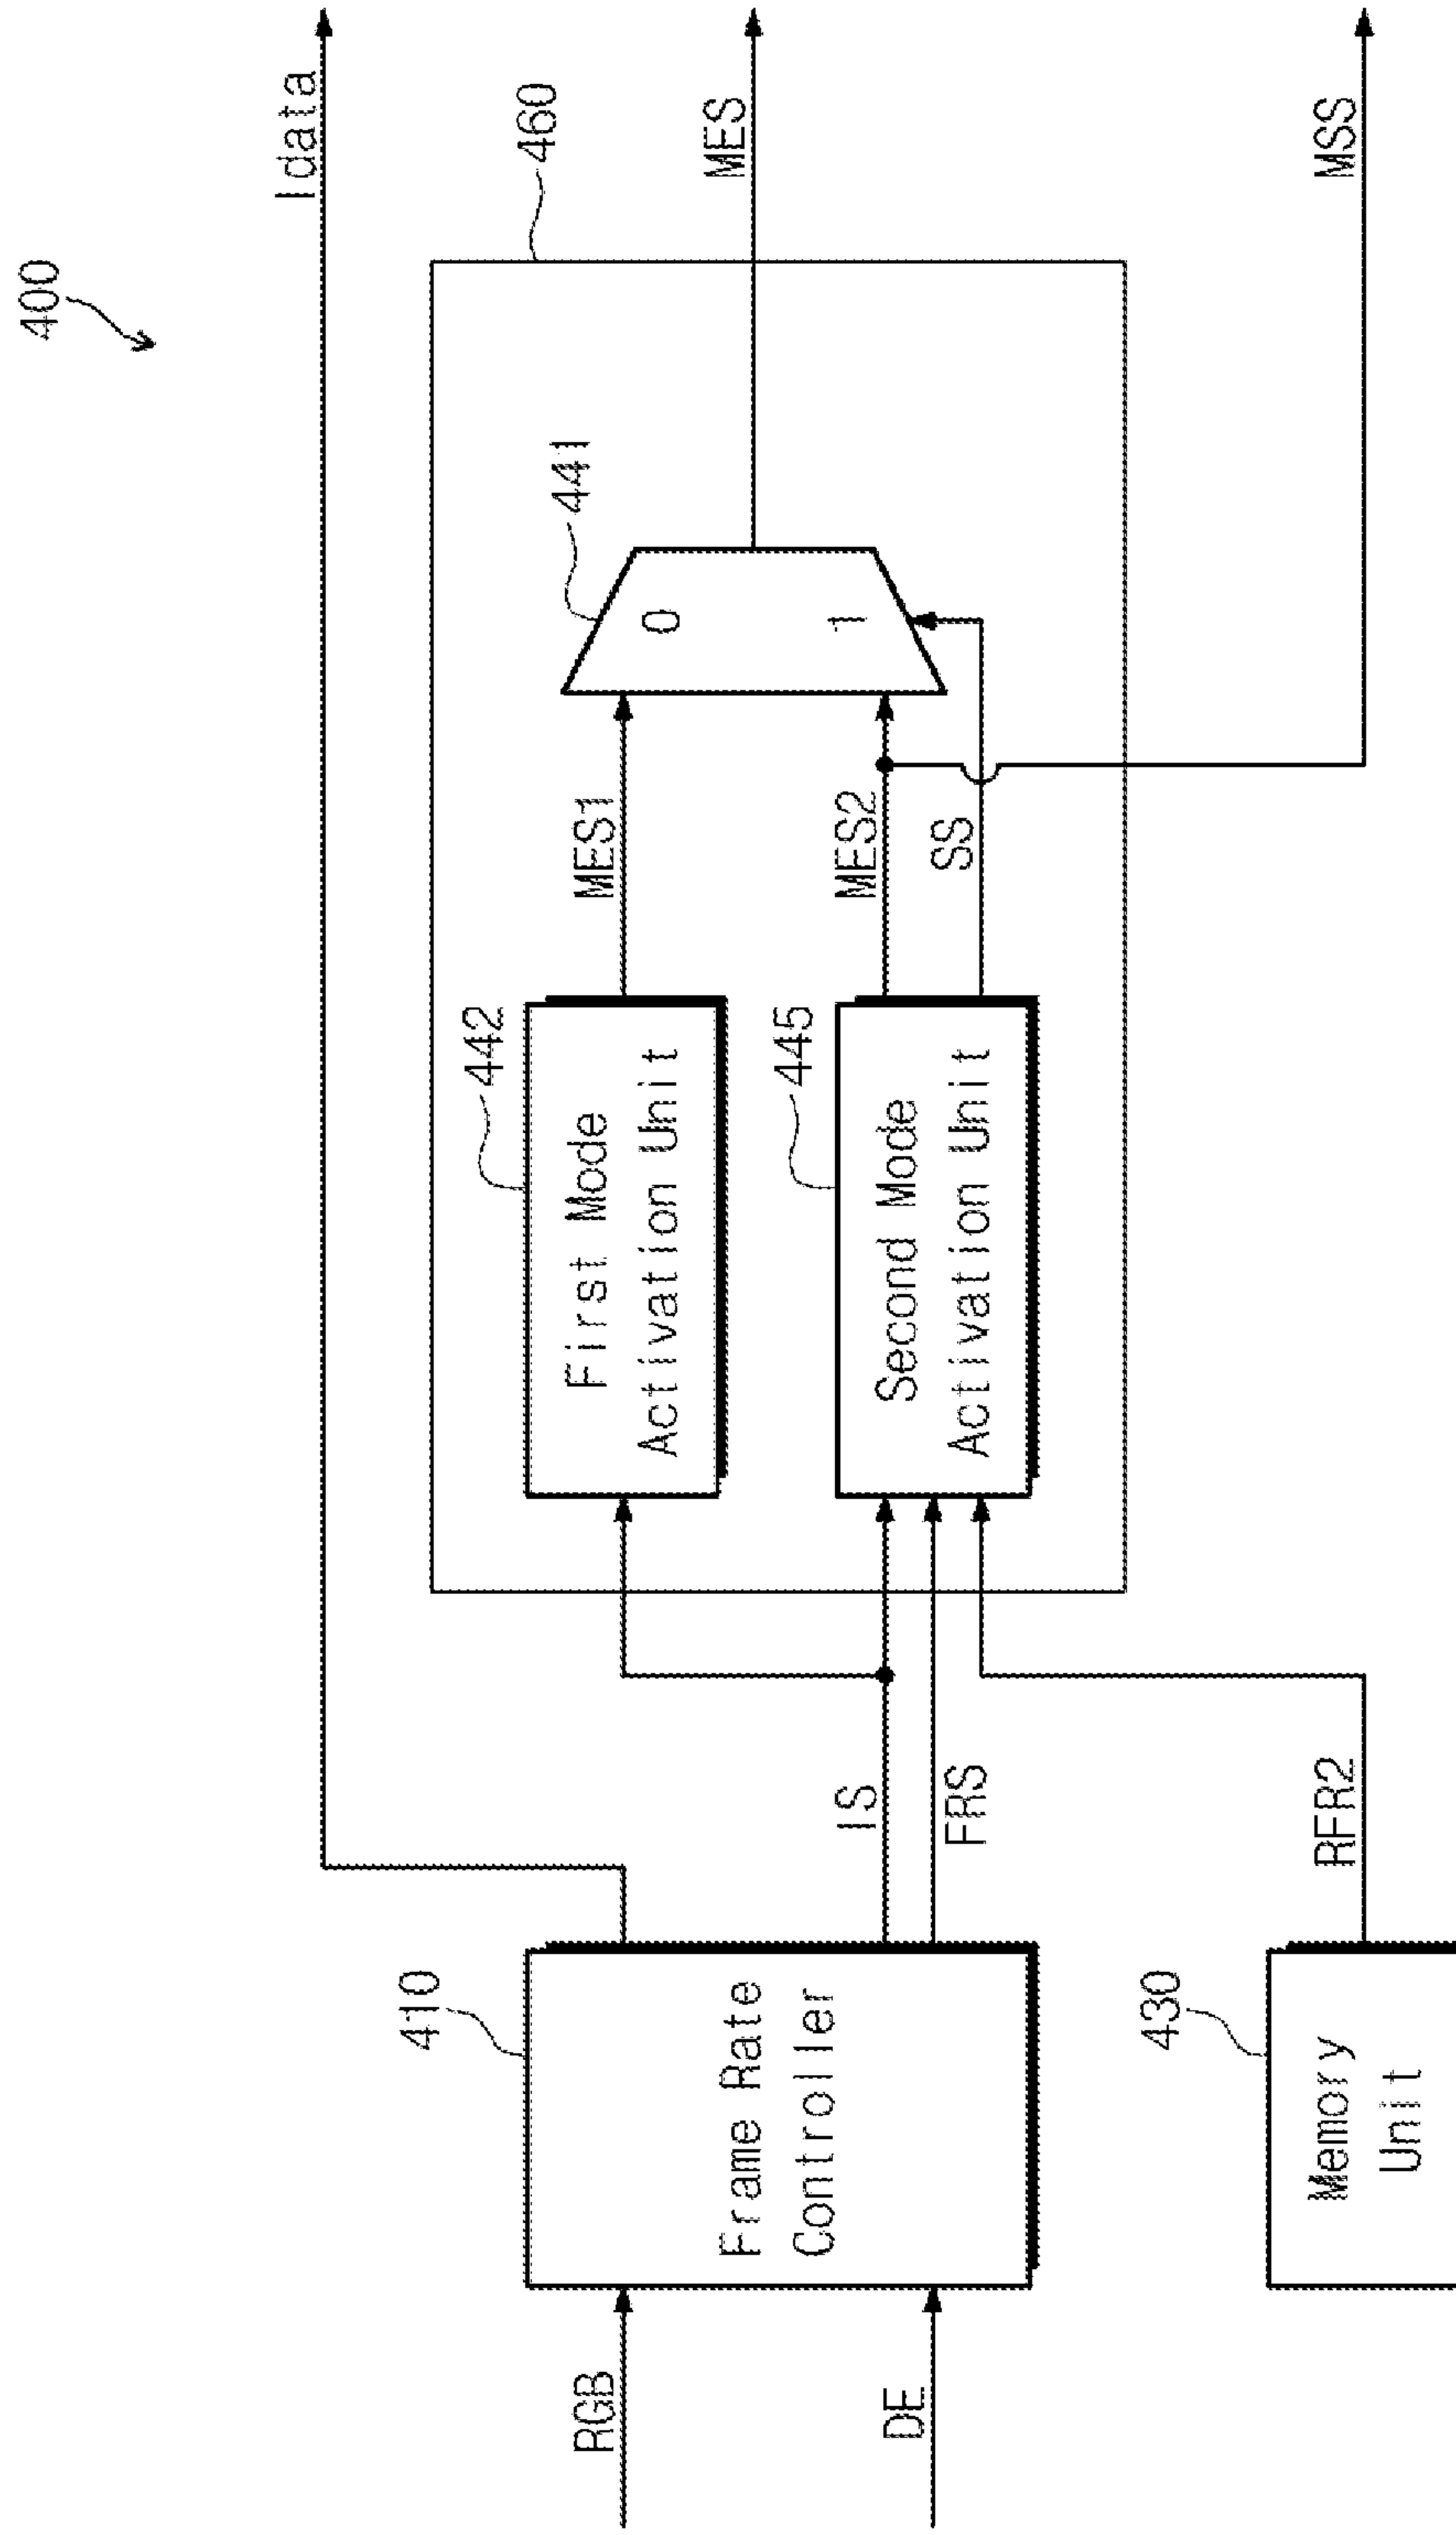 400
Idata
460
MES
441
0
1
MES1
MES2
SS
MSS
442
First Mode
Activation Unit
445
Second Mode
Activation Unit
IS
FRS
RFR2
410
Frame Rate
Controller
430
Memory
Unit
RGB
DE